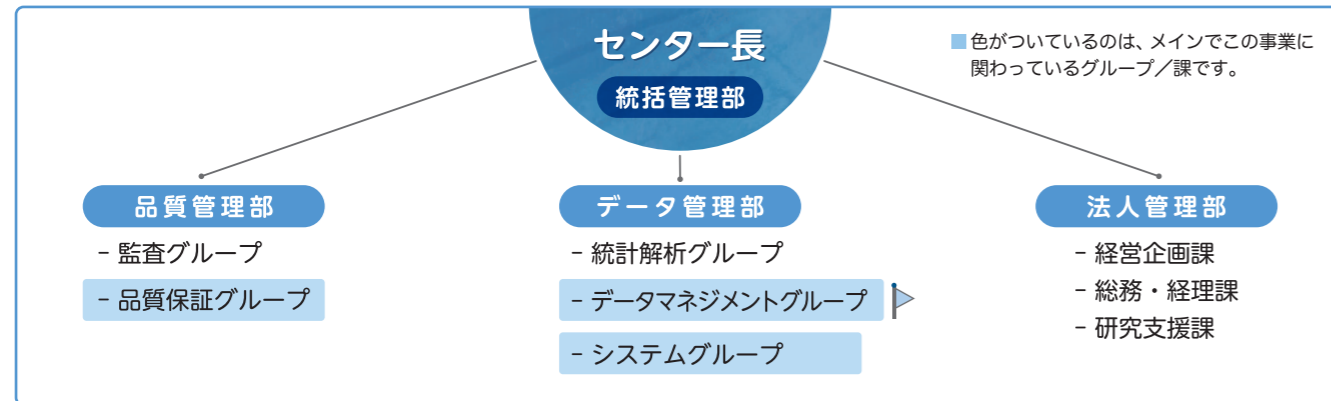 センター長
統括管理部
色がついているのは、メインでこの事業に
関わっているグループ／課です。
品質管理部
- 監査グループ
- 品質保証グループ
データ管理部
- 統計解析グループ
- データマネジメントグループ
- システムグループ
法人管理部
- 経営企画課
- 総務・経理課
- 研究支援課